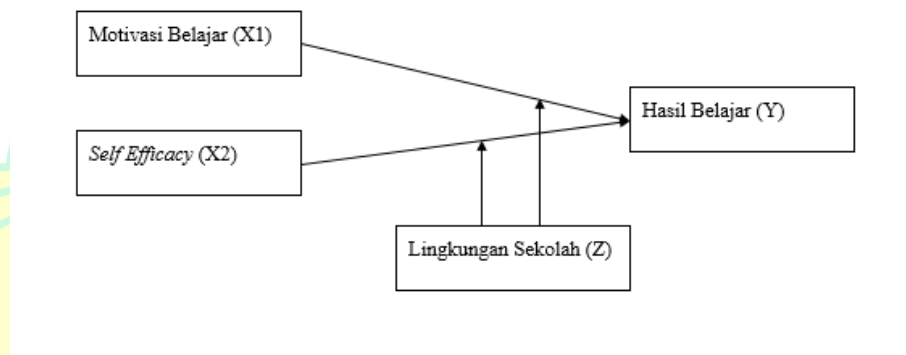 Motivasi Belajar (X1)
Hasil Belajar (Y)
Self Efficacy (X2)
Lingkungan Sekolah (Z)